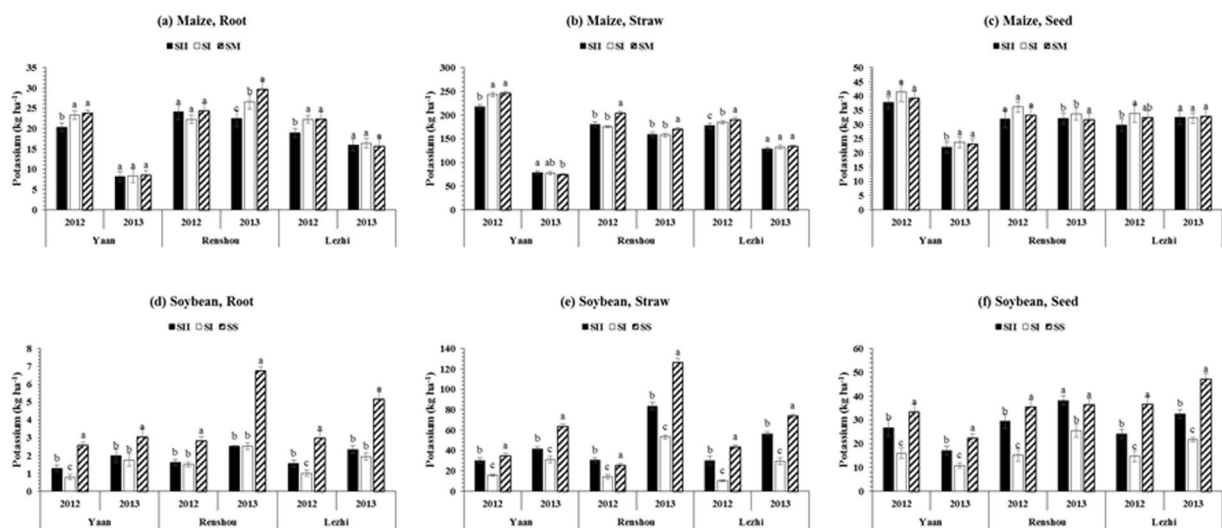 (a) Maize, Root
SII SI SM
Potassium (kg ha⁻¹)
35
30
25
20
15
10
5
0
b a a
a a a
a a a
c b a
b a a
a a a
2012 2013 2012 2013 2012 2013
Yaan Renshou Lezhi
(b) Maize, Straw
SII SI SM
Potassium (kg ha⁻¹)
300
250
200
150
100
50
0
b a a
a ab b
b b a
b b a
c b a
a a a
2012 2013 2012 2013 2012 2013
Yaan Renshou Lezhi
(c) Maize, Seed
SII SI SM
Potassium (kg ha⁻¹)
50
45
40
35
30
25
20
15
10
5
0
a a a
a a a
a a a
b b a
b a ab
a a a
2012 2013 2012 2013 2012 2013
Yaan Renshou Lezhi
(d) Soybean, Root
SII SI SS
Potassium (kg ha⁻¹)
8
7
6
5
4
3
2
1
0
b c a
b b a
b b a
b b a
b c a
b b a
2012 2013 2012 2013 2012 2013
Yaan Renshou Lezhi
(e) Soybean, Straw
SII SI SS
Potassium (kg ha⁻¹)
140
120
100
80
60
40
20
0
b c a
b c a
b c a
b c a
b c a
b c a
2012 2013 2012 2013 2012 2013
Yaan Renshou Lezhi
(f) Soybean, Seed
SII SI SS
Potassium (kg ha⁻¹)
60
50
40
30
20
10
0
b c a
b c a
b c a
a b a
b c a
b c a
2012 2013 2012 2013 2012 2013
Yaan Renshou Lezhi